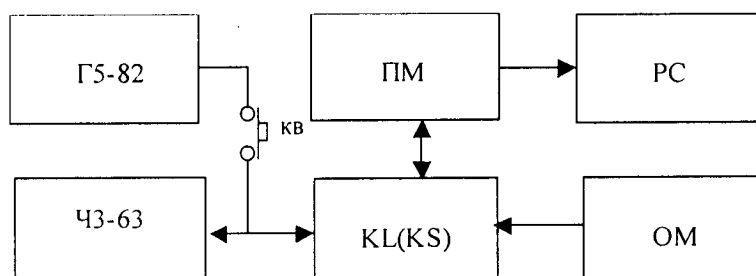 Г5-82
ПМ
РС
кв
Ч3-63
KL(KS)
ОМ